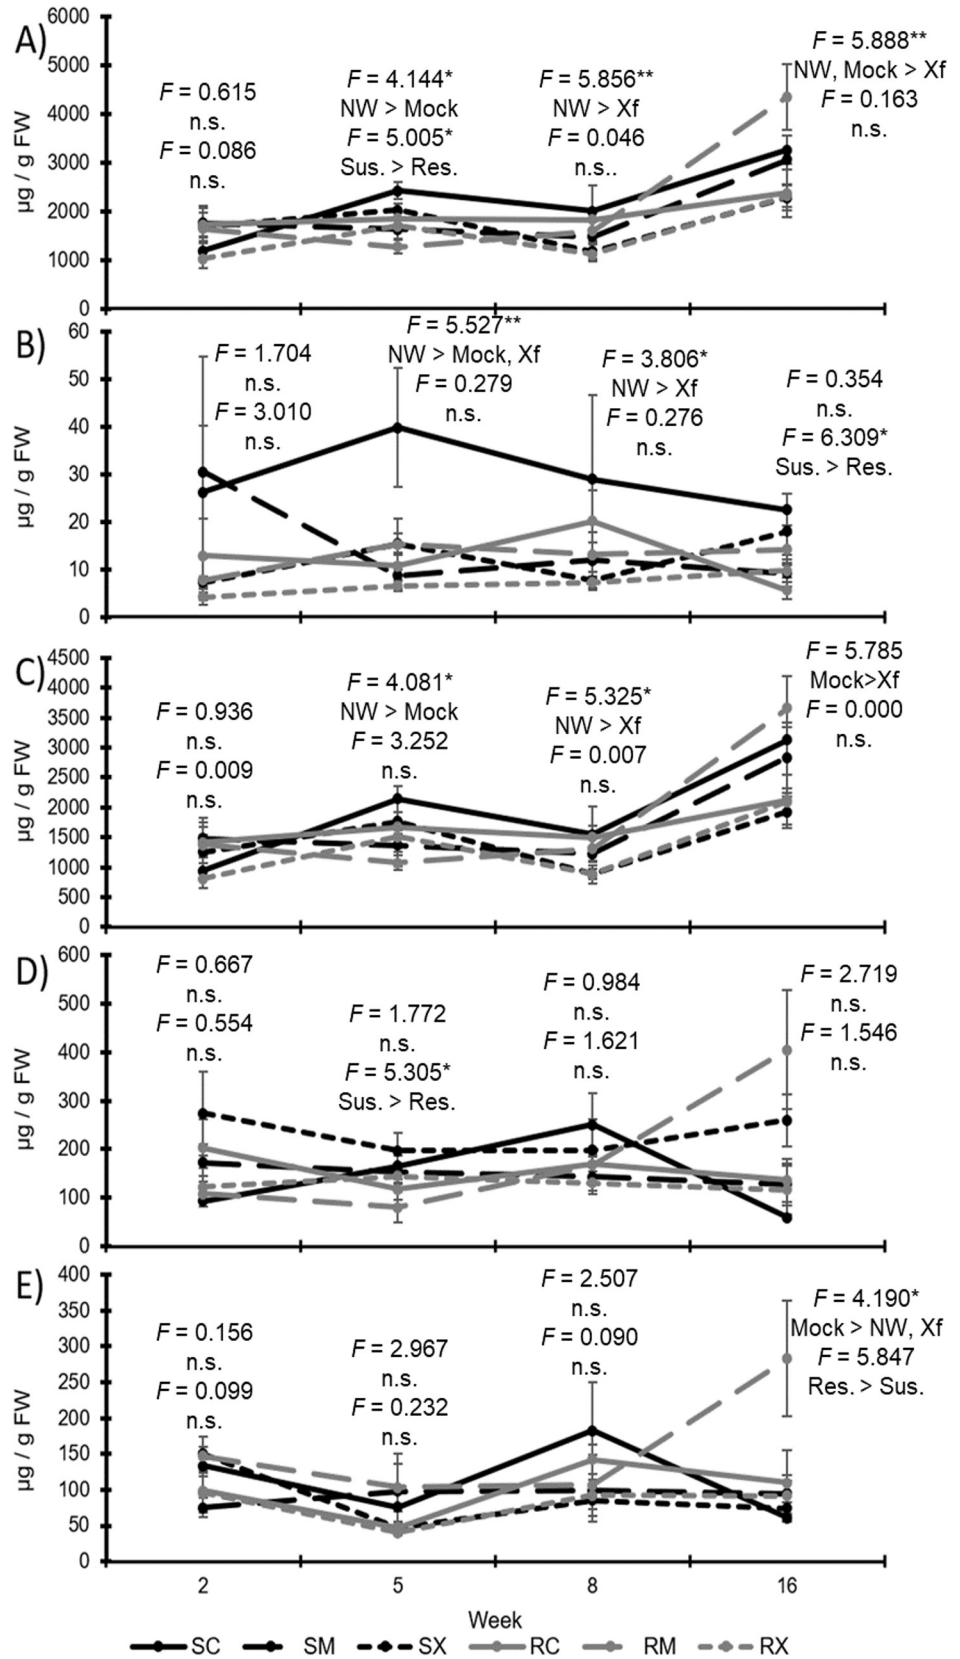 A)
6000
5000
4000
3000
2000
1000
0
µg / g FW
F = 0.615
n.s.
F = 0.086
n.s.
F = 4.144*
NW > Mock
F = 5.005*
Sus. > Res.
F = 5.856**
NW > Xf
F = 0.046
n.s..
F = 5.888**
NW, Mock > Xf
F = 0.163
n.s.
B)
60
50
40
30
20
10
0
µg / g FW
F = 1.704
n.s.
F = 3.010
n.s.
F = 5.527**
NW > Mock, Xf
F = 0.279
n.s.
F = 3.806*
NW > Xf
F = 0.276
n.s.
F = 0.354
n.s.
F = 6.309*
Sus. > Res.
C)
4500
4000
3500
3000
2500
2000
1500
1000
500
0
µg / g FW
F = 0.936
n.s.
F = 0.009
n.s.
F = 4.081*
NW > Mock
F = 3.252
n.s.
F = 5.325*
NW > Xf
F = 0.007
n.s.
F = 5.785
Mock>Xf
F = 0.000
n.s.
D)
600
500
400
300
200
100
0
µg / g FW
F = 0.667
n.s.
F = 0.554
n.s.
F = 1.772
n.s.
F = 5.305*
Sus. > Res.
F = 0.984
n.s.
F = 1.621
n.s.
F = 2.719
n.s.
F = 1.546
n.s.
E)
400
350
300
250
200
150
100
50
0
µg / g FW
F = 0.156
n.s.
F = 0.099
n.s.
F = 2.967
n.s.
F = 0.232
n.s.
F = 2.507
n.s.
F = 0.090
n.s.
F = 4.190*
Mock > NW, Xf
F = 5.847
Res. > Sus.
2 5 8 16
Week
SC SM SX RC RM RX